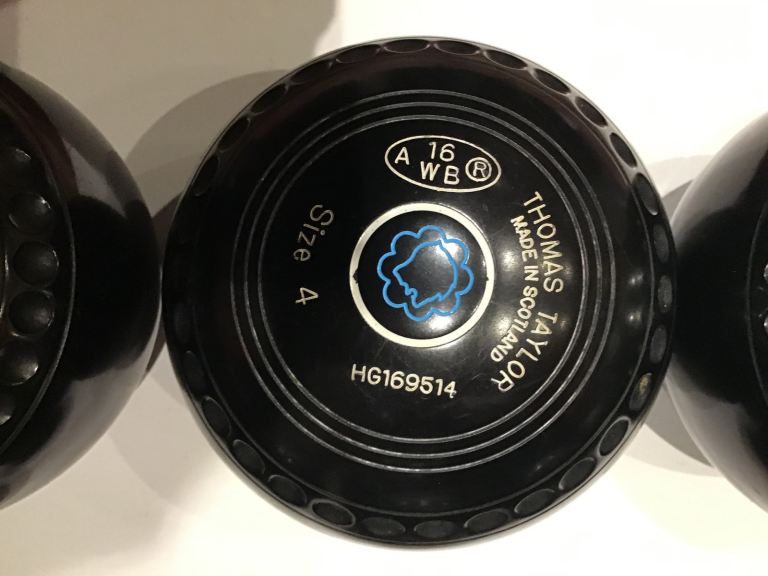 16
A WB ®
THOMAS TAYLOR
MADE IN SCOTLAND
Size 4
HG169514